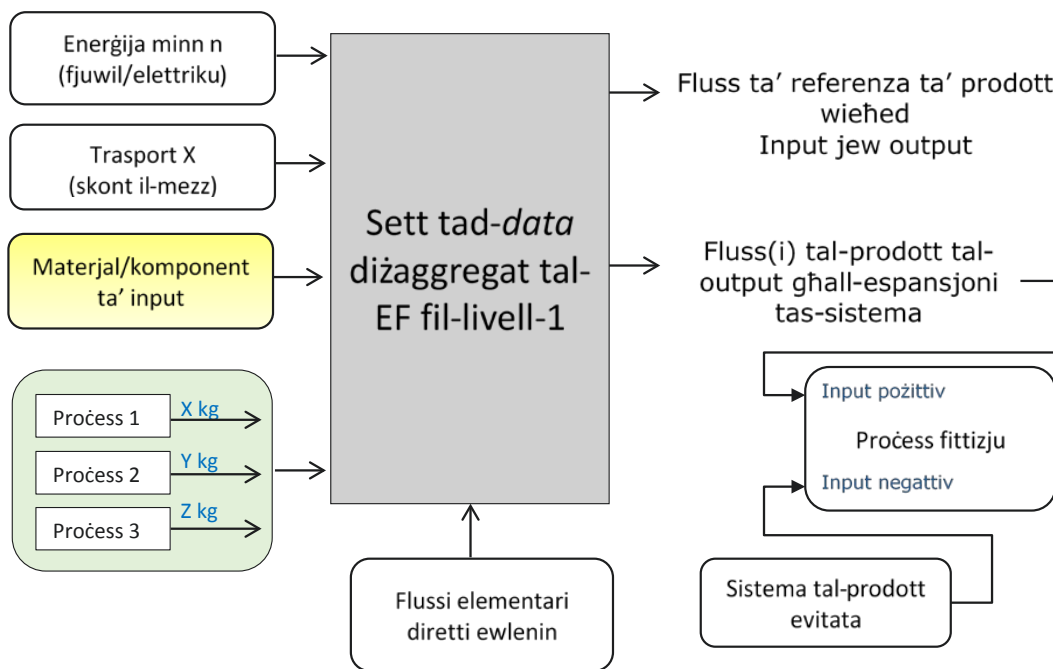 Enerġija minn n
(fjuwil/elettriku)
Trasport X
(skont il-mezz)
Materjal/komponent
ta’ input
Proċess 1
X kg
Proċess 2
Y kg
Proċess 3
Z kg
Sett tad-data
diżaggregat tal-
EF fil-livell-1
Flussi elementari
diretti ewlenin
Fluss ta’ referenza ta’ prodott
wieħed
Input jew output
Fluss(i) tal-prodott tal-
output għall-espansjoni
tas-sistema
Input pożittiv
Proċess fittizju
Input negattiv
Sistema tal-prodott
evitata